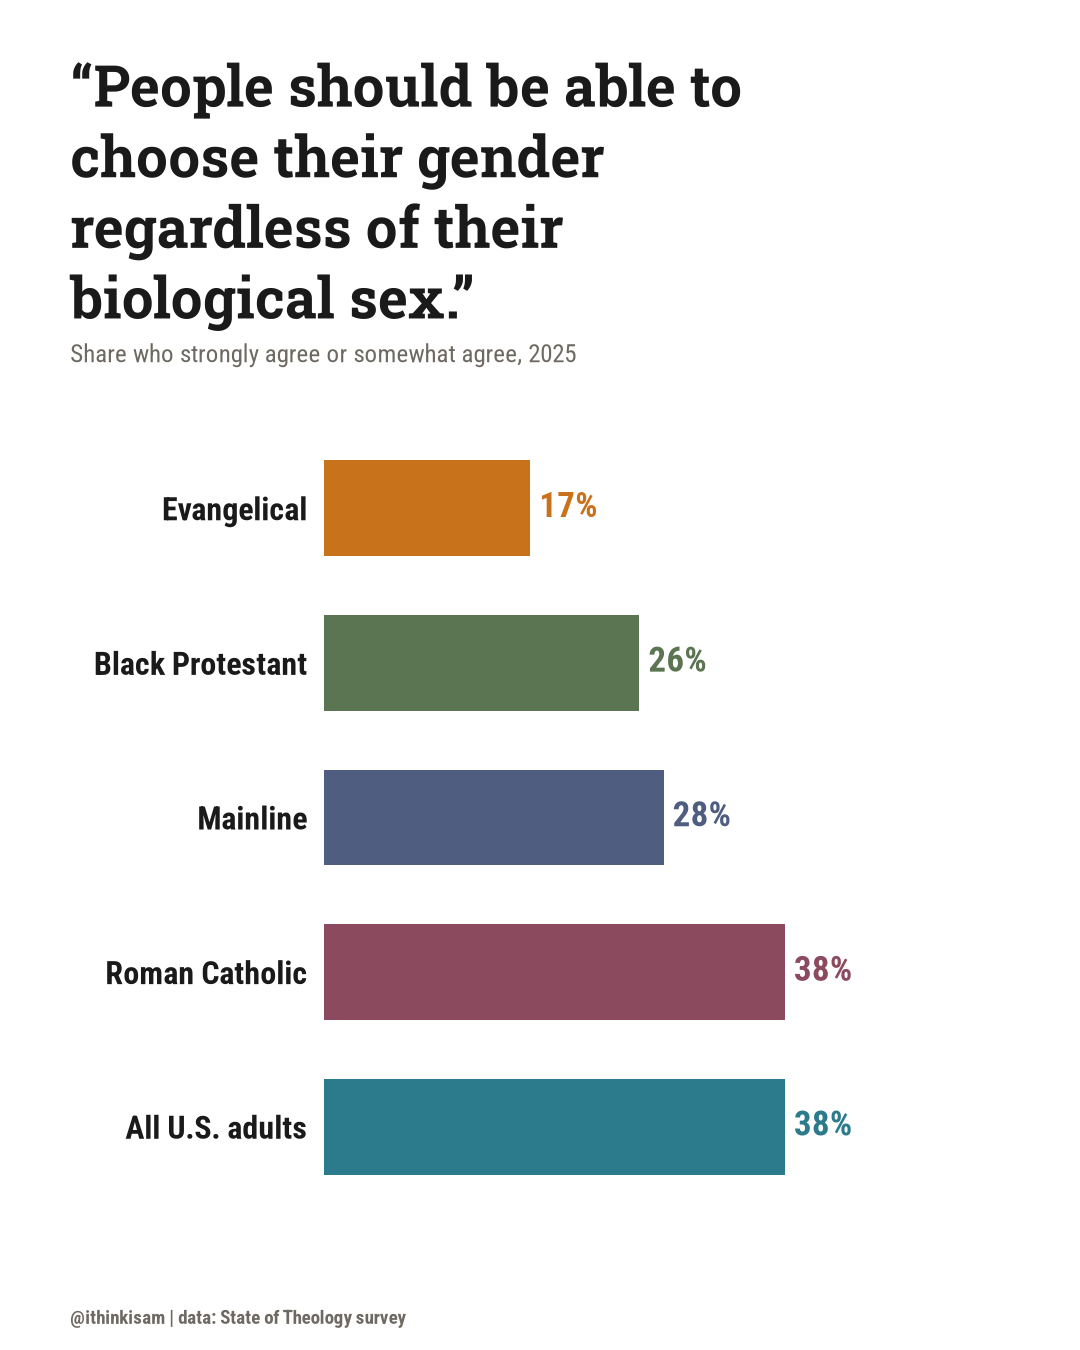 “People should be able to
choose their gender
regardless of their
biological sex.”
Share who strongly agree or somewhat agree, 2025
Evangelical 17%
Black Protestant 26%
Mainline 28%
Roman Catholic 38%
All U.S. adults 38%
@ithinkisam | data: State of Theology survey